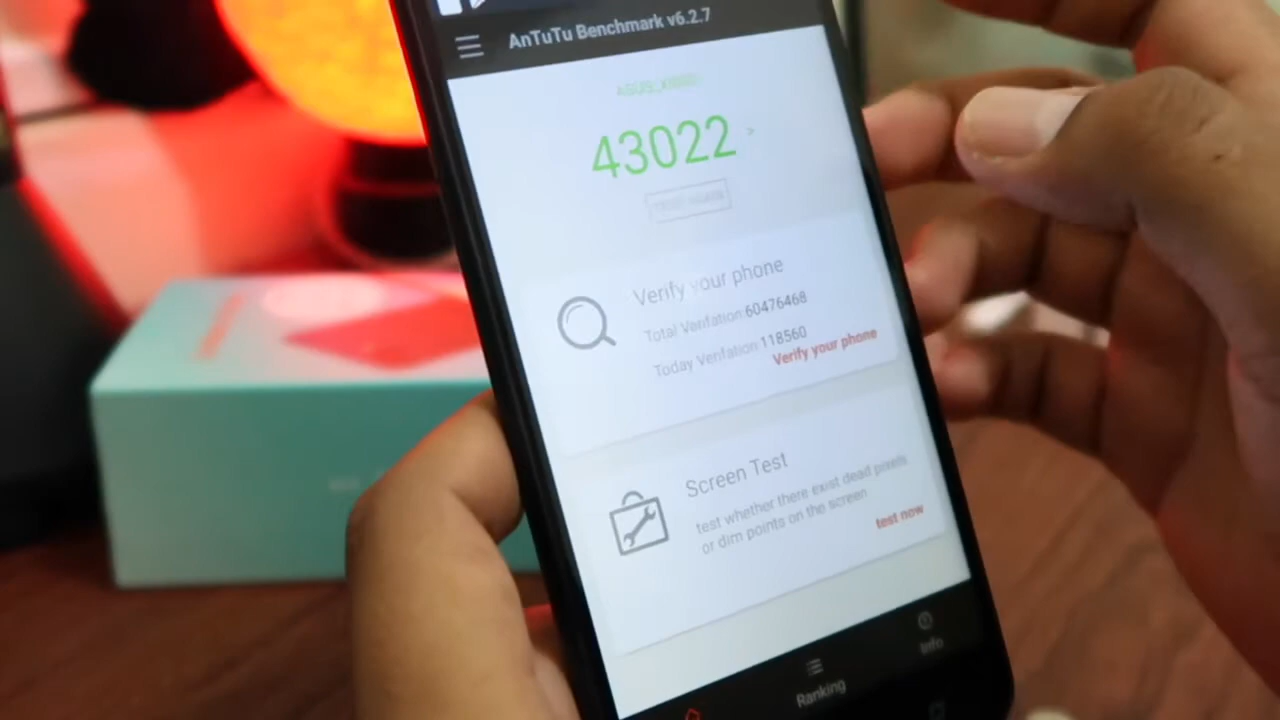 AnTuTu Benchmark v6.2.7
43022 >
Verify your phone
Total Verifation:60476468
Today Verifation:118560
Verify your phone
Screen Test
test whether there exist dead pixels
or dim points on the screen
test now
Ranking
Info